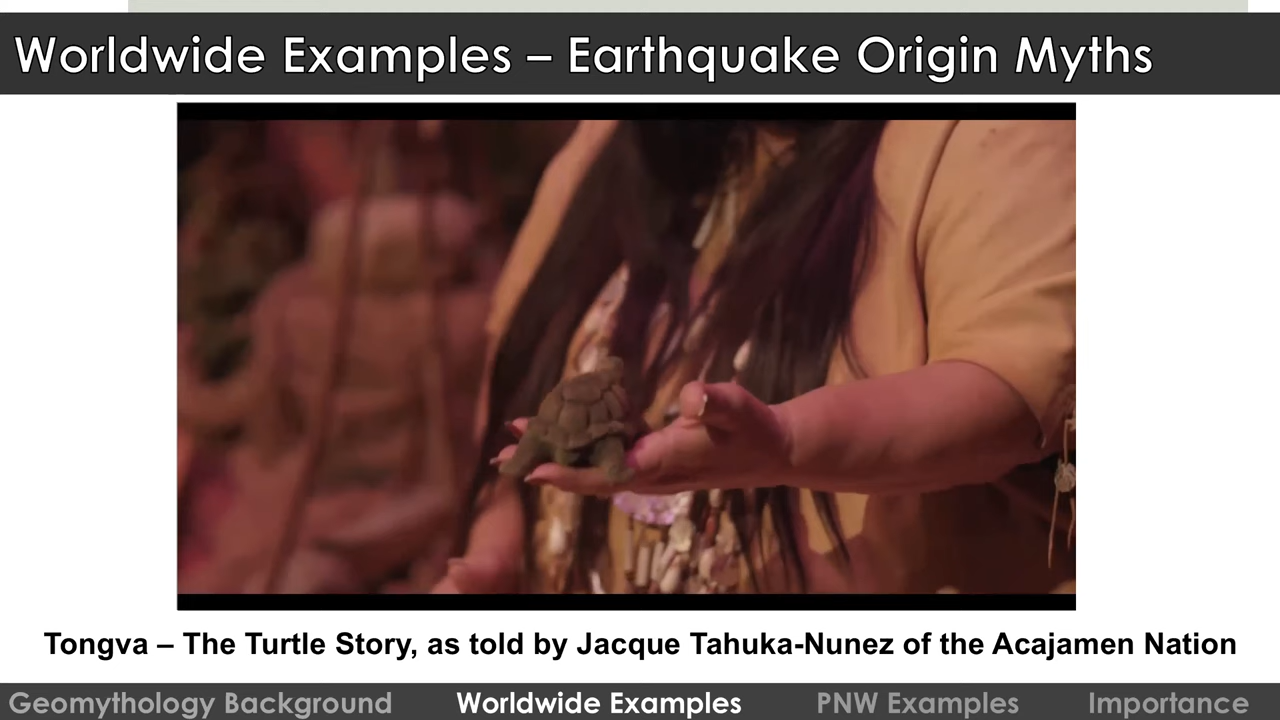 Worldwide Examples – Earthquake Origin Myths
Tongva – The Turtle Story, as told by Jacque Tahuka-Nunez of the Acajamen Nation
Geomythology Background Worldwide Examples PNW Examples Importance